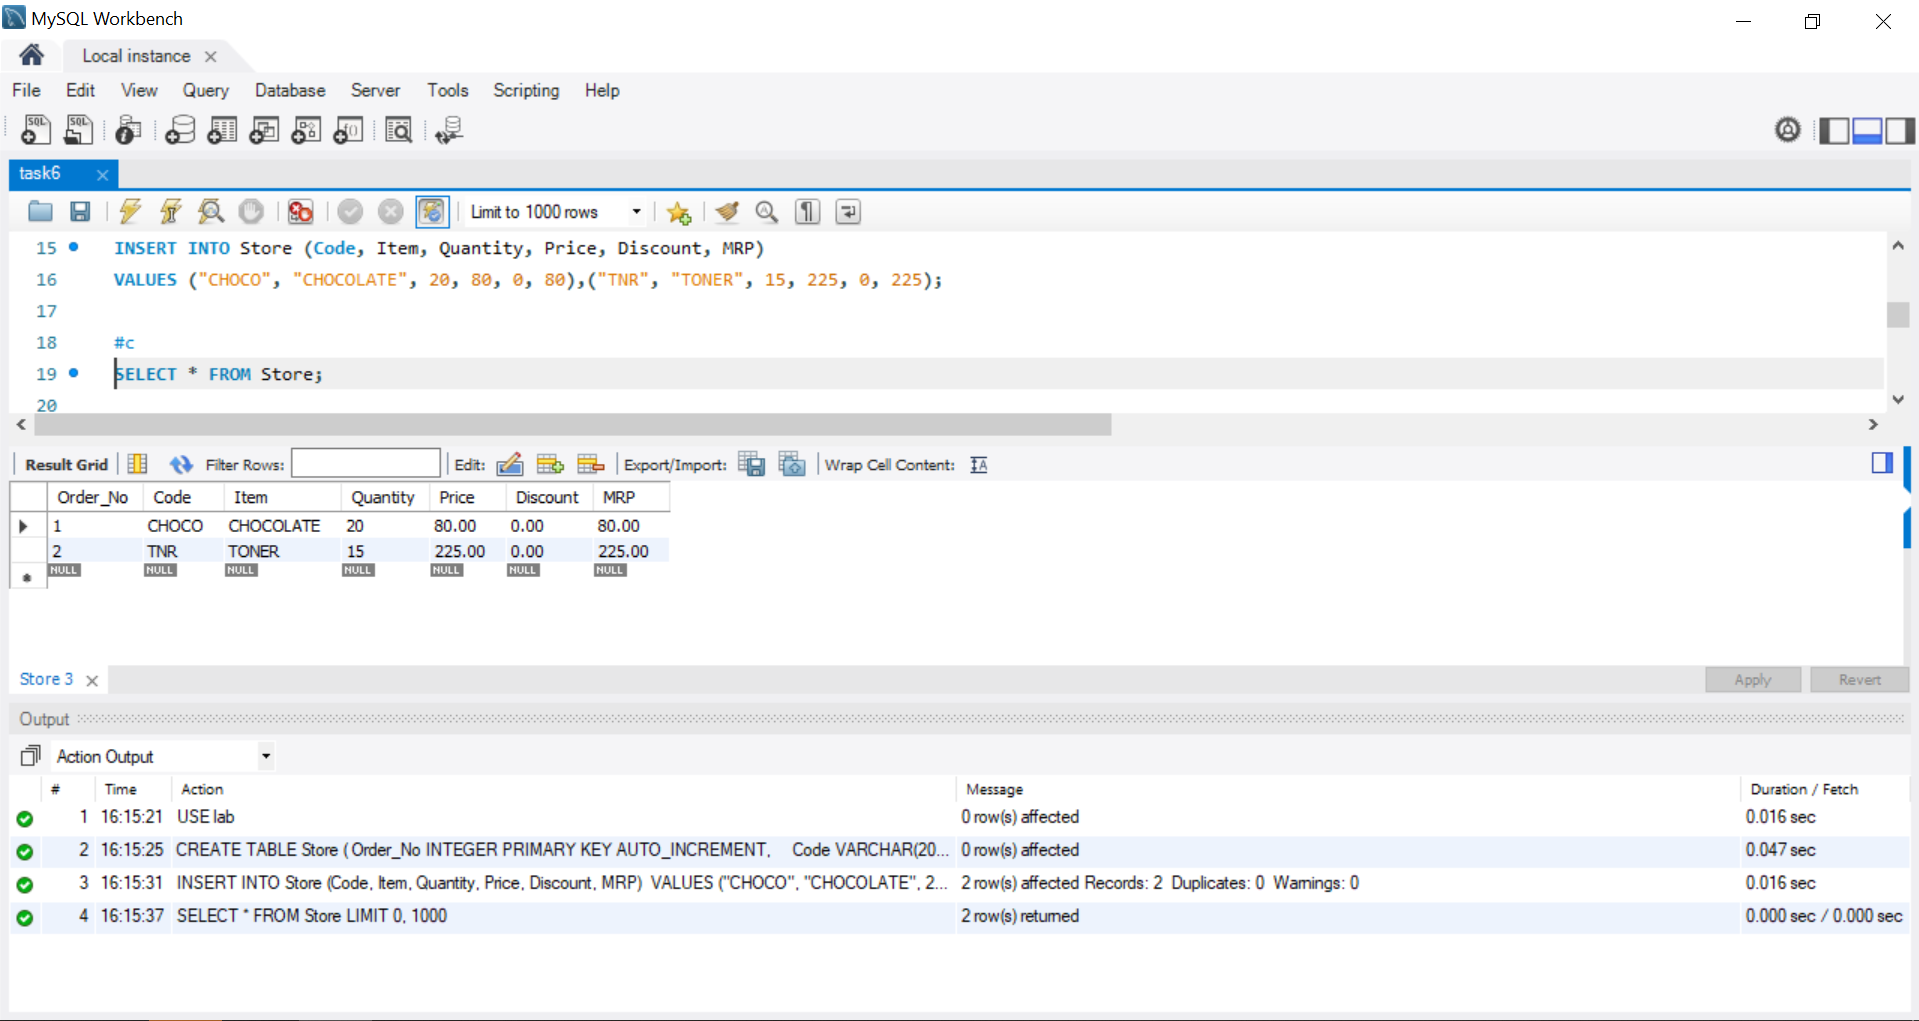 MySQL Workbench
Local instance
File Edit View Query Database Server Tools Scripting Help
task6
Limit to 1000 rows
15 INSERT INTO Store (Code, Item, Quantity, Price, Discount, MRP)
16 VALUES ("CHOCO", "CHOCOLATE", 20, 80, 0, 80),("TNR", "TONER", 15, 225, 0, 225);
17
18 #c
19 SELECT * FROM Store;
20
Result Grid Filter Rows: Edit: Export/Import: Wrap Cell Content:
Order_No Code Item Quantity Price Discount MRP
1 CHOCO CHOCOLATE 20 80.00 0.00 80.00
2 TNR TONER 15 225.00 0.00 225.00
NULL NULL NULL NULL NULL NULL NULL
Store 3 Apply Revert
Output
Action Output
# Time Action Message Duration / Fetch
1 16:15:21 USE lab 0 row(s) affected 0.016 sec
2 16:15:25 CREATE TABLE Store ( Order_No INTEGER PRIMARY KEY AUTO_INCREMENT, Code VARCHAR(20... 0 row(s) affected 0.047 sec
3 16:15:31 INSERT INTO Store (Code, Item, Quantity, Price, Discount, MRP) VALUES ("CHOCO", "CHOCOLATE", 2... 2 row(s) affected Records: 2 Duplicates: 0 Warnings: 0 0.016 sec
4 16:15:37 SELECT * FROM Store LIMIT 0, 1000 2 row(s) returned 0.000 sec / 0.000 sec